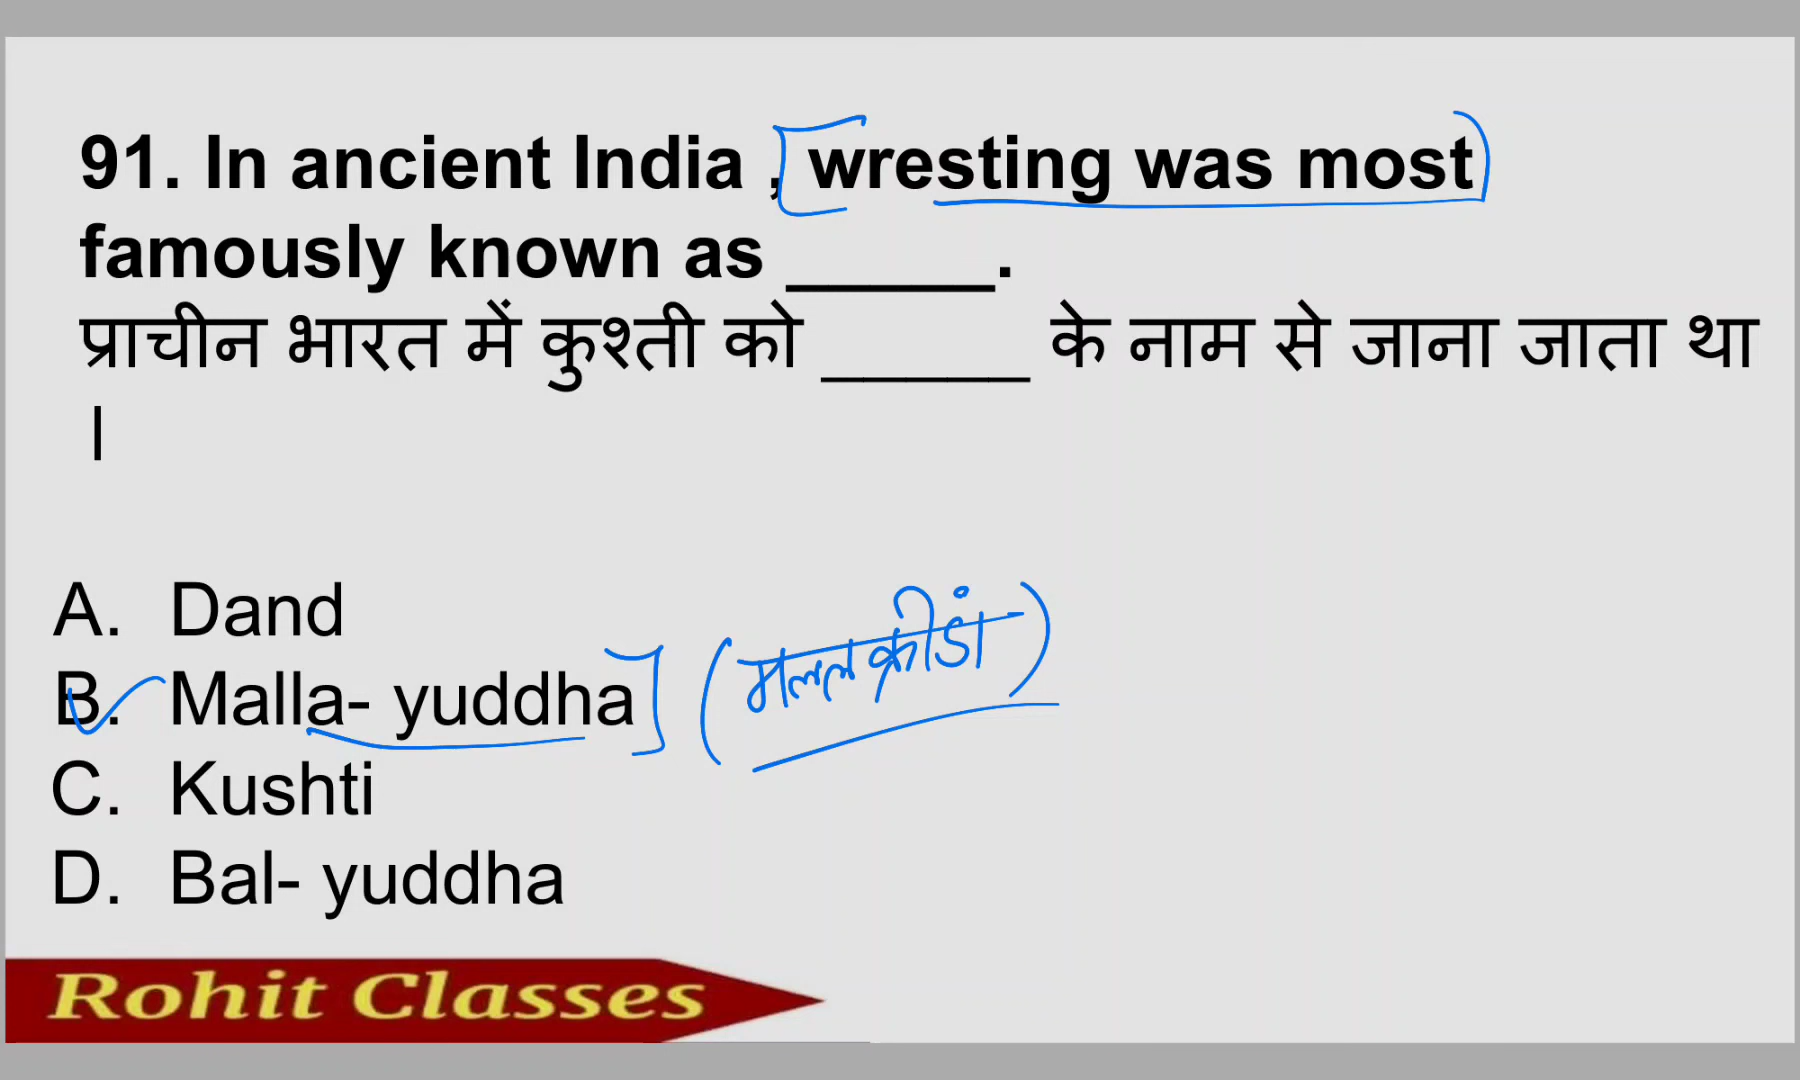 91. In ancient India , wresting was most
famously known as _____.
प्राचीन भारत में कुश्ती को _____ के नाम से जाना जाता था
।
A. Dand
B. Malla- yuddha (मल्लक्रीडां)
C. Kushti
D. Bal- yuddha
Rohit Classes